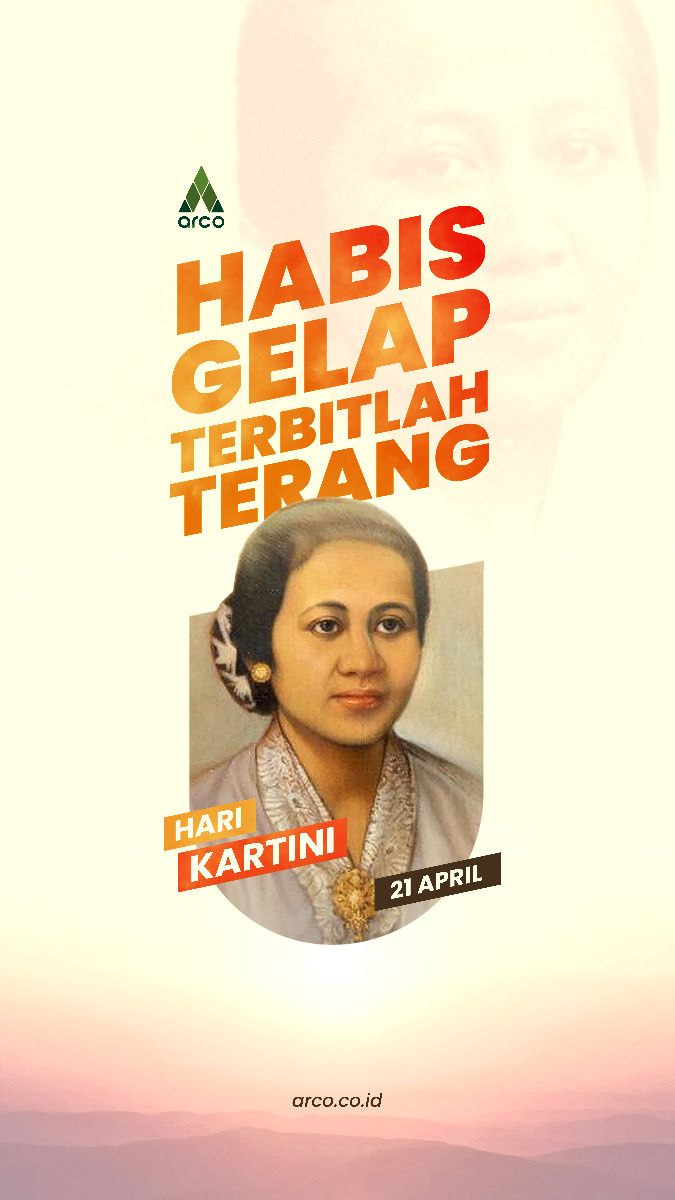 arco
HABIS
GELAP
TERBITLAH
TERANG
HARI
KARTINI
21 APRIL
arco.co.id